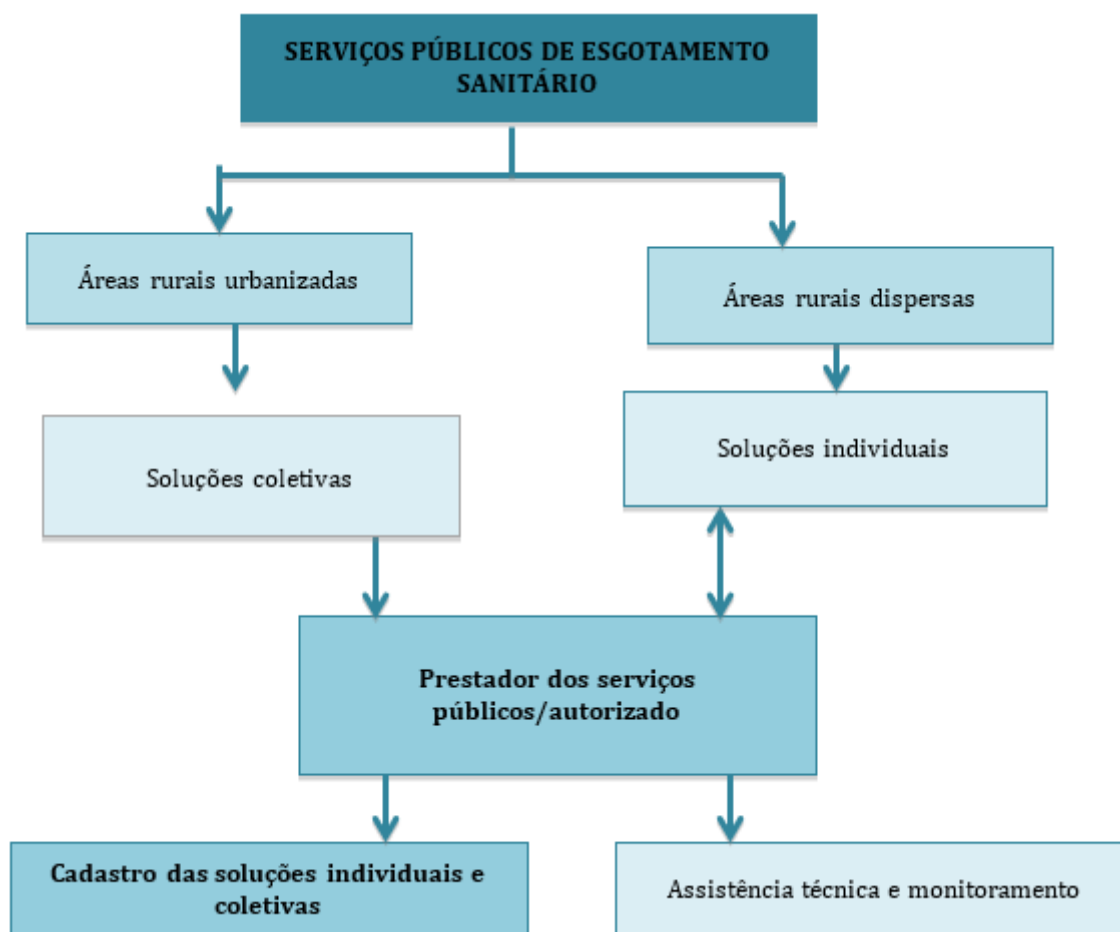 SERVIÇOS PÚBLICOS DE ESGOTAMENTO
SANITÁRIO
Áreas rurais urbanizadas
Áreas rurais dispersas
Soluções coletivas
Soluções individuais
Prestador dos serviços
públicos/autorizado
Cadastro das soluções individuais e
coletivas
Assistência técnica e monitoramento